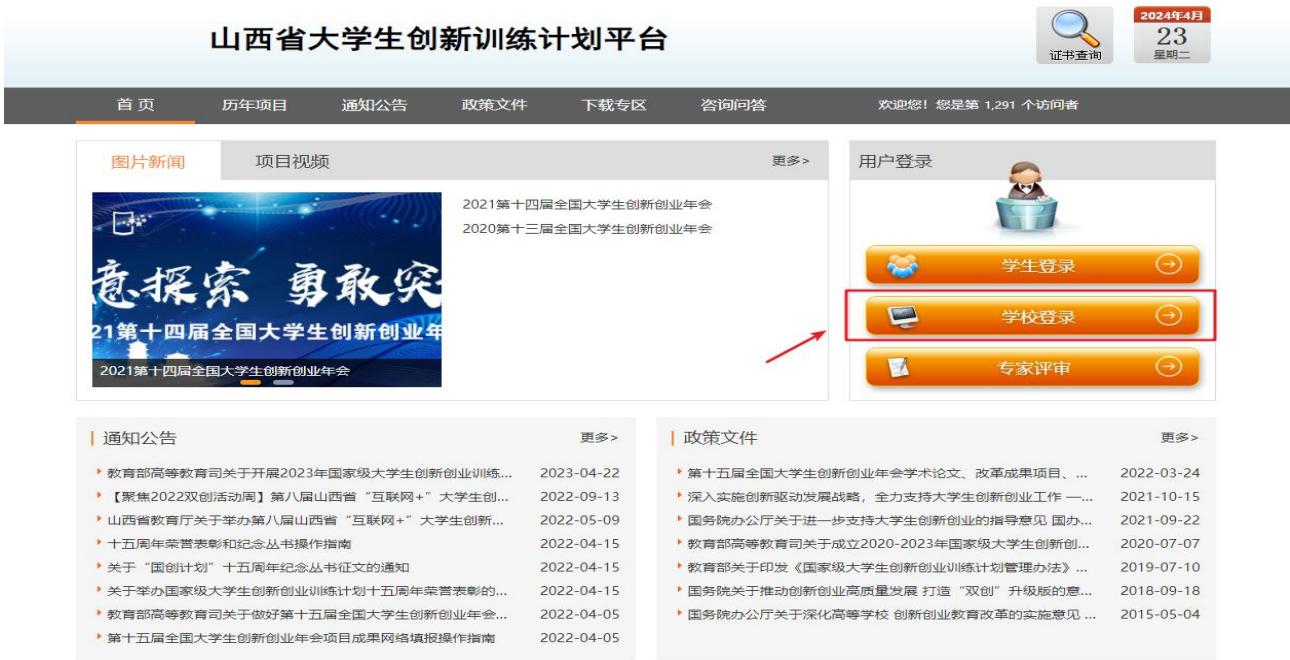 山西省大学生创新训练计划平台
证书查询
2024年4月
23
星期二
首页 历年项目 通知公告 政策文件 下载专区 咨询问答 欢迎您！您是第 1,291 个访问者
图片新闻 项目视频 更多>
2021第十四届全国大学生创新创业年会
2020第十三届全国大学生创新创业年会
意探索 勇敢突
21第十四届全国大学生创新创业年
2021第十四届全国大学生创新创业年会
用户登录
学生登录
学校登录
专家评审
通知公告 更多>
教育部高等教育司关于开展2023年国家级大学生创新创业训练... 2023-04-22
【聚焦2022双创活动周】第八届山西省“互联网+”大学生创... 2022-09-13
山西省教育厅关于举办第八届山西省“互联网+”大学生创新... 2022-05-09
十五周年荣誉表彰和纪念丛书操作指南 2022-04-15
关于“国创计划”十五周年纪念丛书征文的通知 2022-04-15
关于举办国家级大学生创新创业训练计划十五周年荣誉表彰的... 2022-04-15
教育部高等教育司关于做好第十五届全国大学生创新创业年会... 2022-04-05
第十五届全国大学生创新创业年会项目成果网络填报操作指南 2022-04-05
政策文件 更多>
第十五届全国大学生创新创业年会学术论文、改革成果项目、... 2022-03-24
深入实施创新驱动发展战略，全力支持大学生创新创业工作 —... 2021-10-15
国务院办公厅关于进一步支持大学生创新创业的指导意见 国办... 2021-09-22
教育部高等教育司关于成立2020-2023年国家级大学生创新创... 2020-07-07
教育部关于印发《国家级大学生创新创业训练计划管理办法》... 2019-07-10
国务院关于推动创新创业高质量发展 打造“双创”升级版的意... 2018-09-18
国务院办公厅关于深化高等学校 创新创业教育改革的实施意见 ... 2015-05-04